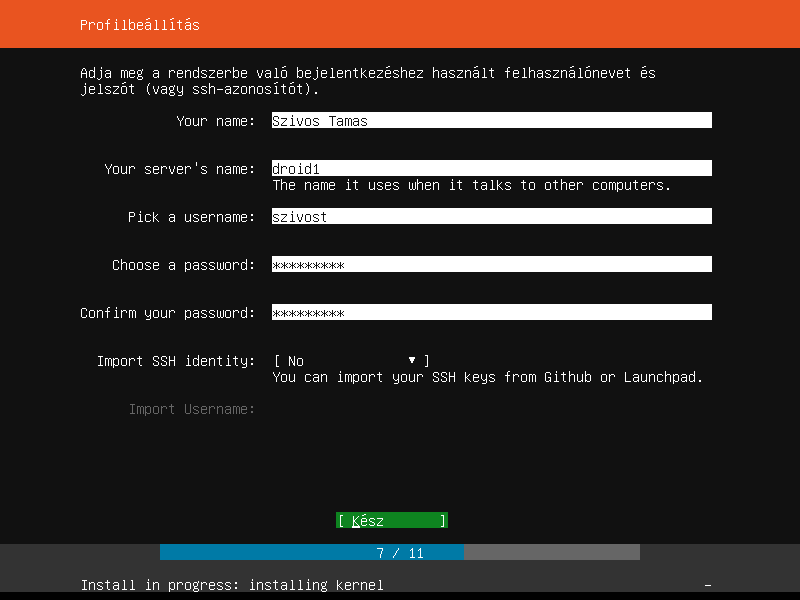 Profilbeállítás
Adja meg a rendszerbe való bejelentkezéshez használt felhasználónevet és
jelszót (vagy ssh-azonosítót).
Your name: Szivos Tamas
Your server's name: droid1
The name it uses when it talks to other computers.
Pick a username: szivost
Choose a password: *********
Confirm your password: *********
Import SSH identity: [ No ▼ ]
You can import your SSH keys from Github or Launchpad.
Import Username:
[ Kész ]
7 / 11
Install in progress: installing kernel –